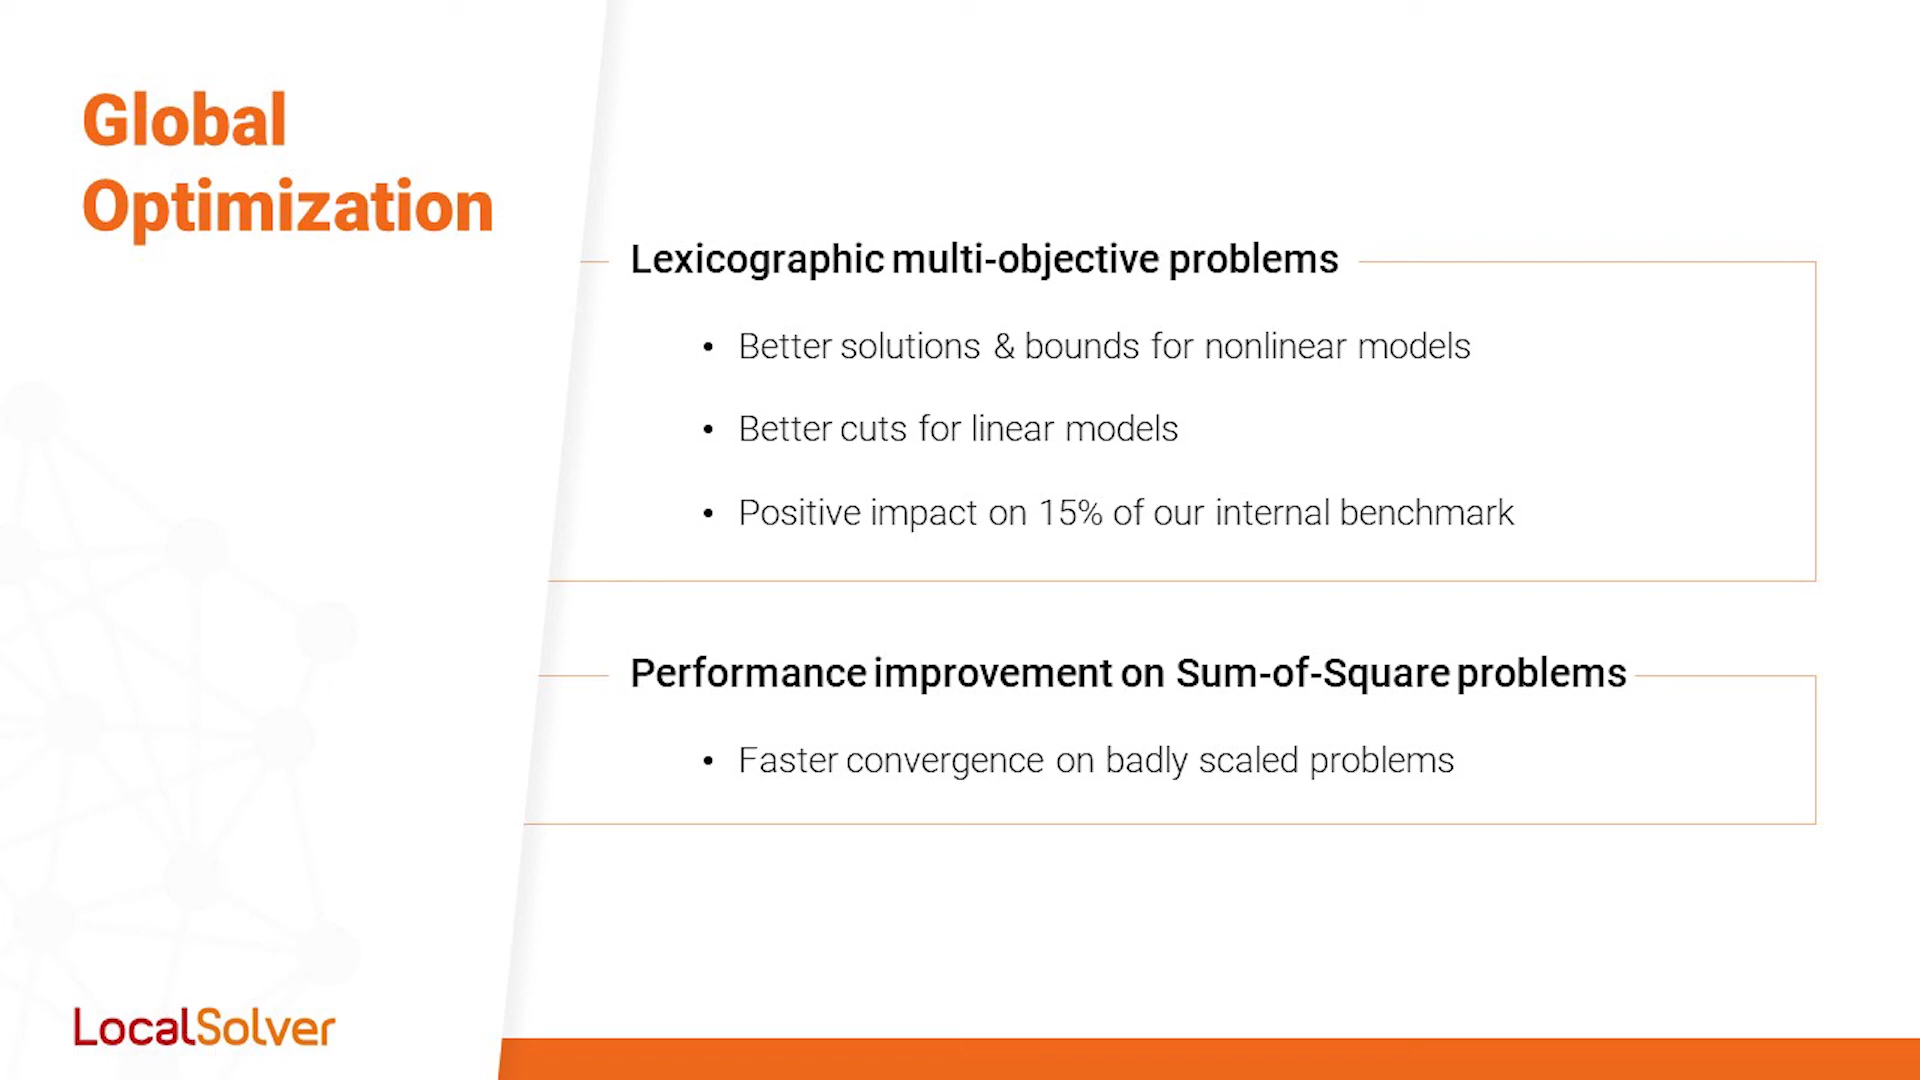 Global
Optimization
Lexicographic multi-objective problems
• Better solutions & bounds for nonlinear models
• Better cuts for linear models
• Positive impact on 15% of our internal benchmark
Performance improvement on Sum-of-Square problems
• Faster convergence on badly scaled problems
LocalSolver